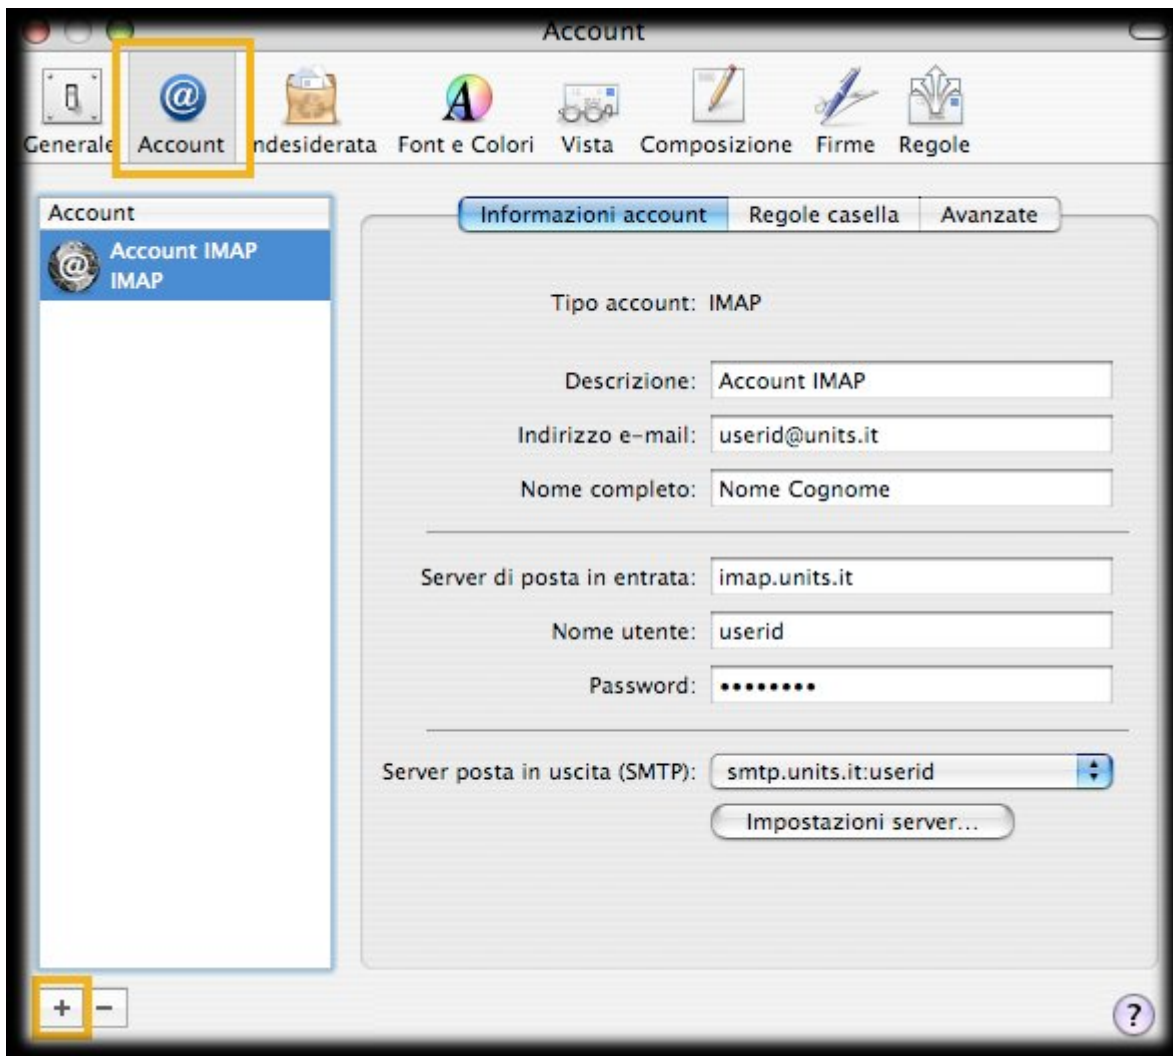 Account
Generale Account Indesiderata Font e Colori Vista Composizione Firme Regole
Account
Account IMAP
IMAP
Informazioni account Regole casella Avanzate
Tipo account: IMAP
Descrizione: Account IMAP
Indirizzo e-mail: userid@units.it
Nome completo: Nome Cognome
Server di posta in entrata: imap.units.it
Nome utente: userid
Password: ••••••••
Server posta in uscita (SMTP): smtp.units.it:userid
Impostazioni server...
+ −
?